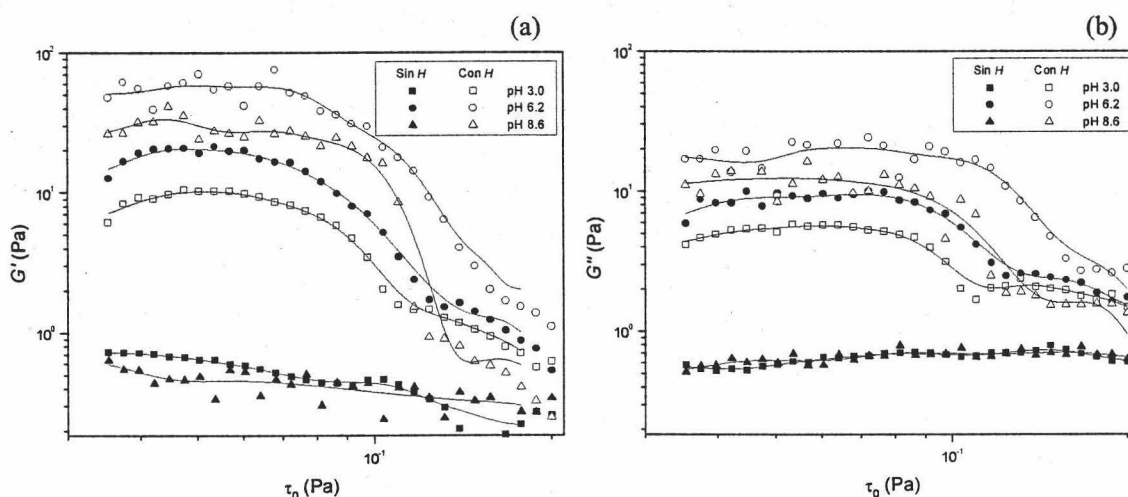 (a)
10²
10¹
10⁰
G' (Pa)
10⁻¹
τ₀ (Pa)
Sin H Con H
pH 3.0
pH 6.2
pH 8.6
(b)
10²
10¹
10⁰
G'' (Pa)
10⁻¹
τ₀ (Pa)
Sin H Con H
pH 3.0
pH 6.2
pH 8.6